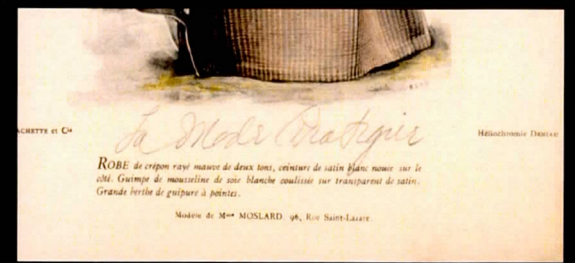 ACHETTE et Cie
La Mode Pratique
Héliochromie
ROBE de crépon rayé mauve de deux tons, ceinture de satin blanc nouée sur le
côté. Guimpe de mousseline de soie blanche coulissée sur transparent de satin.
Grande berthe de guipure à pointes.
Modèle de Mme MOSLARD. 96, Rue Saint-Lazare.